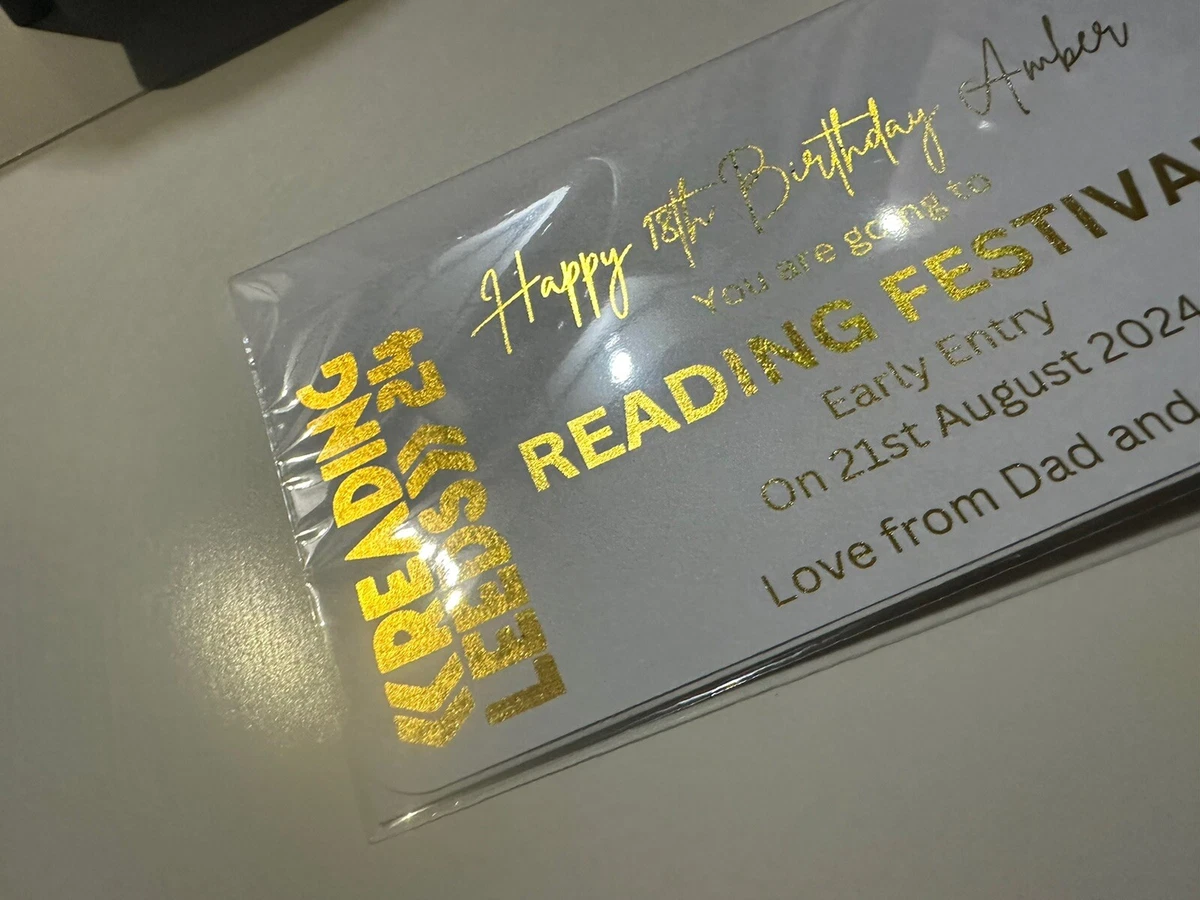 Happy 18th Birthday Amber
You are going to
READING FESTIVAL
Early Entry
On 21st August 2024
Love from Dad and
READING
LEEDS 24